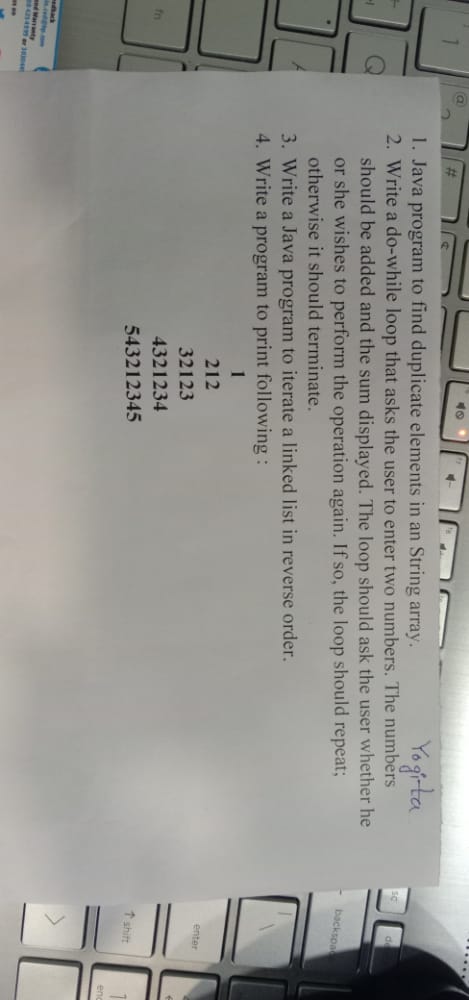 Yogita
1. Java program to find duplicate elements in an String array.
2. Write a do-while loop that asks the user to enter two numbers. The numbers
should be added and the sum displayed. The loop should ask the user whether he
or she wishes to perform the operation again. If so, the loop should repeat;
otherwise it should terminate.
3. Write a Java program to iterate a linked list in reverse order.
4. Write a program to print following :
1
212
32123
4321234
543212345
fn
Q
@
#
enter
↑ shift